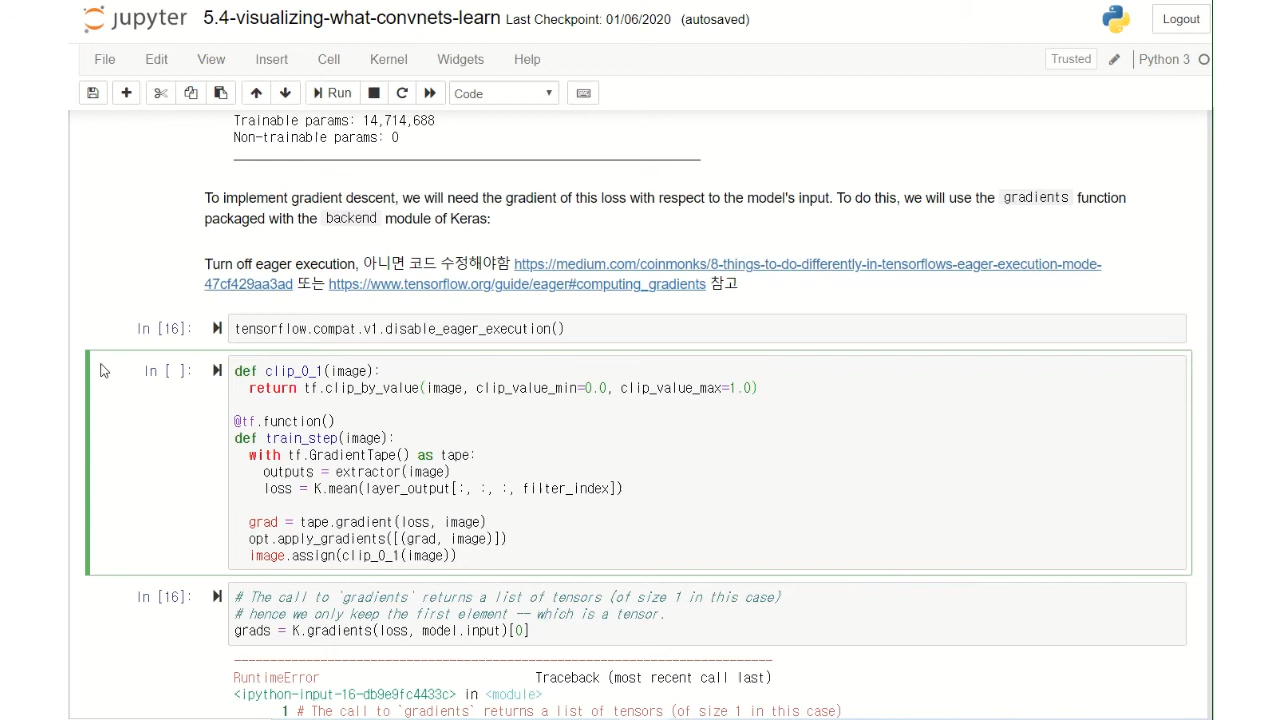 jupyter 5.4-visualizing-what-convnets-learn Last Checkpoint: 01/06/2020 (autosaved) Logout
File Edit View Insert Cell Kernel Widgets Help Trusted Python 3
Run Code
Trainable params: 14,714,688
Non-trainable params: 0
To implement gradient descent, we will need the gradient of this loss with respect to the model's input. To do this, we will use the gradients function
packaged with the backend module of Keras:
Turn off eager execution, 아니면 코드 수정해야함 https://medium.com/coinmonks/8-things-to-do-differently-in-tensorflows-eager-execution-mode-
47cf429aa3ad 또는 https://www.tensorflow.org/guide/eager#computing_gradients 참고
In [16]: tensorflow.compat.v1.disable_eager_execution()
In [ ]: def clip_0_1(image):
return tf.clip_by_value(image, clip_value_min=0.0, clip_value_max=1.0)
@tf.function()
def train_step(image):
with tf.GradientTape() as tape:
outputs = extractor(image)
loss = K.mean(layer_output[:, :, :, filter_index])
grad = tape.gradient(loss, image)
opt.apply_gradients([(grad, image)])
image.assign(clip_0_1(image))
In [16]: # The call to `gradients` returns a list of tensors (of size 1 in this case)
# hence we only keep the first element -- which is a tensor.
grads = K.gradients(loss, model.input)[0]
---------------------------------------------------------------------------
RuntimeError Traceback (most recent call last)
<ipython-input-16-db9e9fc4433c> in <module>
1 # The call to `gradients` returns a list of tensors (of size 1 in this case)